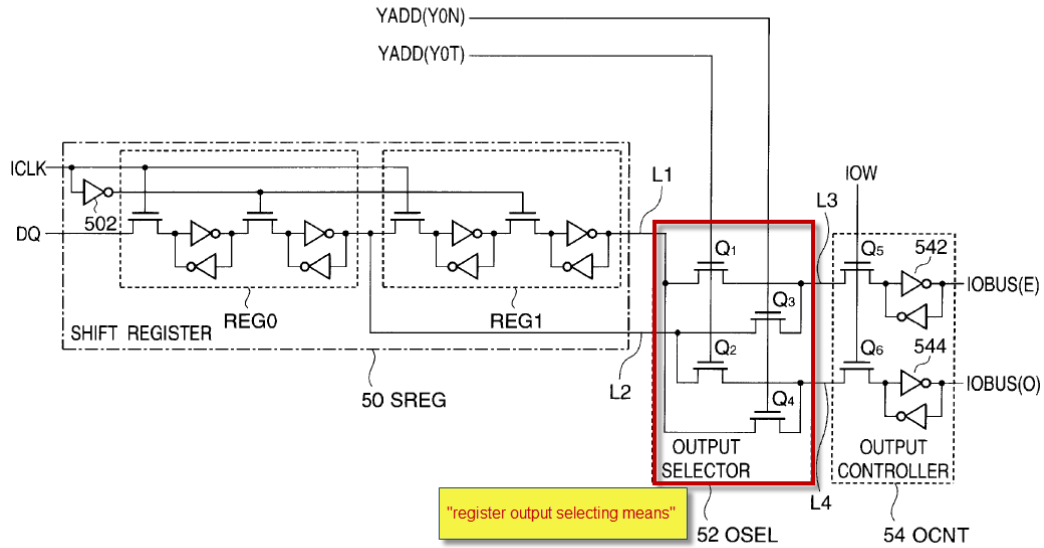 YADD(Y0N)
YADD(Y0T)
ICLK
502
DQ
REG0
REG1
SHIFT REGISTER
50 SREG
L1
L2
IOW
L3
Q1
Q3
Q2
Q4
Q5
542
IOBUS(E)
Q6
544
IOBUS(O)
OUTPUT
SELECTOR
OUTPUT
CONTROLLER
L4
"register output selecting means"
52 OSEL
54 OCNT